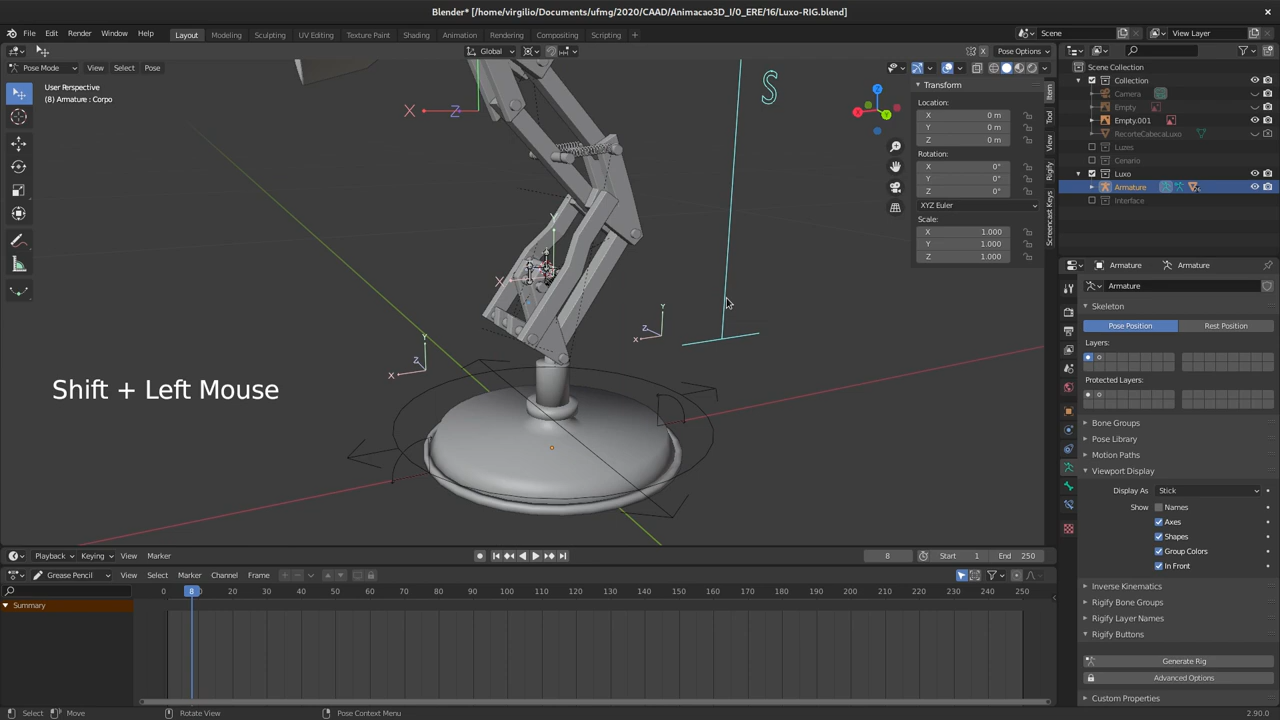 Blender* [/home/virgilio/Documents/ufmg/2020/CAAD/Animacao3D_I/0_ERE/16/Luxo-RIG.blend]
File Edit Render Window Help Layout Modeling Sculpting UV Editing Texture Paint Shading Animation Rendering Compositing Scripting + Scene View Layer
Global Pose Options
Pose Mode View Select Pose
User Perspective
(8) Armature : Corpo
X Z
S
X Y Z
Transform
Location:
X 0 m
Y 0 m
Z 0 m
Rotation:
X 0°
Y 0°
Z 0°
XYZ Euler
Scale:
X 1.000
Y 1.000
Z 1.000
Item
Tool
View
Rigify
Screencast Keys
Scene Collection
Collection
Camera
Empty
Empty.001
RecorteCabecaLuxo
Luzes
Cenario
Luxo
Armature
Interface
Y
X
Y
Z
X
Y
Z
X
Shift + Left Mouse
Armature Armature
Armature
Skeleton
Pose Position Rest Position
Layers:
Protected Layers:
Bone Groups
Pose Library
Motion Paths
Viewport Display
Display As Stick
Show Names
Axes
Shapes
Group Colors
In Front
Inverse Kinematics
Rigify Bone Groups
Rigify Layer Names
Rigify Buttons
Generate Rig
Advanced Options
Custom Properties
Playback Keying View Marker 8 Start 1 End 250
Grease Pencil View Select Marker Channel Frame
0 8 20 30 40 50 60 70 80 90 100 110 120 130 140 150 160 170 180 190 200 210 220 230 240 250
Summary
Select Move Rotate View Pose Context Menu 2.90.0